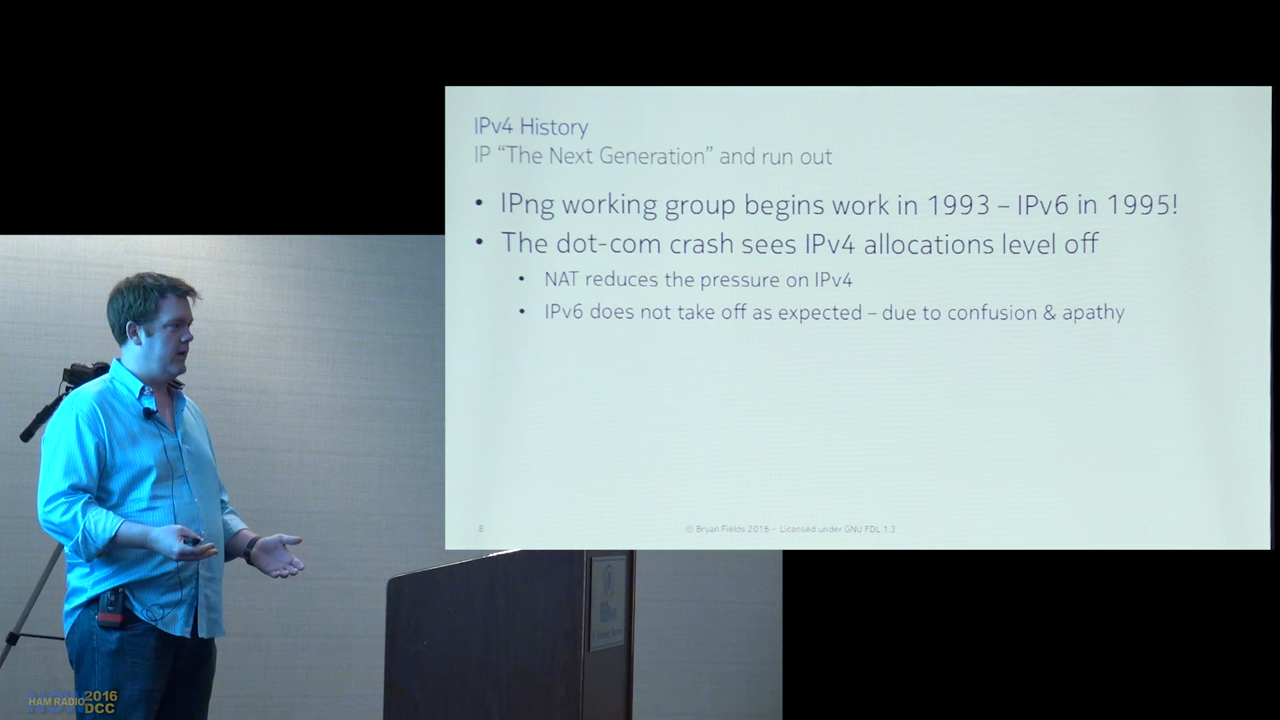 IPv4 History
IP “The Next Generation” and run out
• IPng working group begins work in 1993 – IPv6 in 1995!
• The dot-com crash sees IPv4 allocations level off
• NAT reduces the pressure on IPv4
• IPv6 does not take off as expected – due to confusion & apathy
8
© Bryan Fields 2016 – Licensed under GNU FDL 1.3
HAM RADIO 2016
DCC